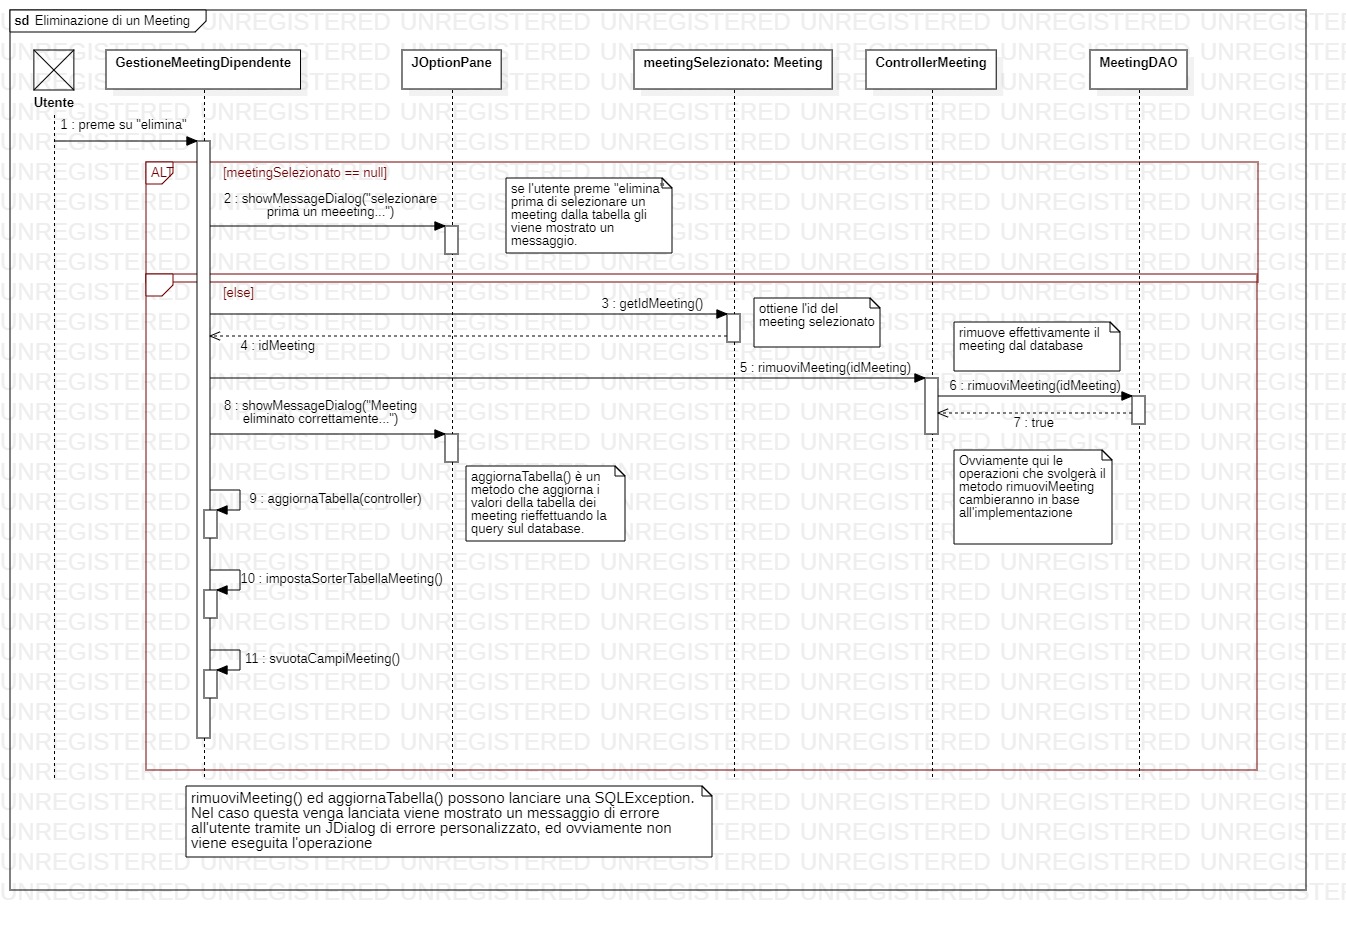 sd Eliminazione di un Meeting
GestioneMeetingDipendente
JOptionPane
meetingSelezionato: Meeting
ControllerMeeting
MeetingDAO
Utente
1 : preme su "elimina"
ALT
[meetingSelezionato == null]
2 : showMessageDialog("selezionare
prima un meeeting...")
se l'utente preme "elimina"
prima di selezionare un
meeting dalla tabella gli
viene mostrato un
messaggio.
[else]
3 : getIdMeeting()
ottiene l'id del
meeting selezionato
4 : idMeeting
rimuove effettivamente il
meeting dal database
5 : rimuoviMeeting(idMeeting)
6 : rimuoviMeeting(idMeeting)
7 : true
8 : showMessageDialog("Meeting
eliminato correttamente...")
Ovviamente qui le
operazioni che svolgerà il
metodo rimuoviMeeting
cambieranno in base
all'implementazione
aggiornaTabella() è un
metodo che aggiorna i
valori della tabella dei
meeting rieffettuando la
query sul database.
9 : aggiornaTabella(controller)
10 : impostaSorterTabellaMeeting()
11 : svuotaCampiMeeting()
rimuoviMeeting() ed aggiornaTabella() possono lanciare una SQLException.
Nel caso questa venga lanciata viene mostrato un messaggio di errore
all'utente tramite un JDialog di errore personalizzato, ed ovviamente non
viene eseguita l'operazione
UNREGISTERED